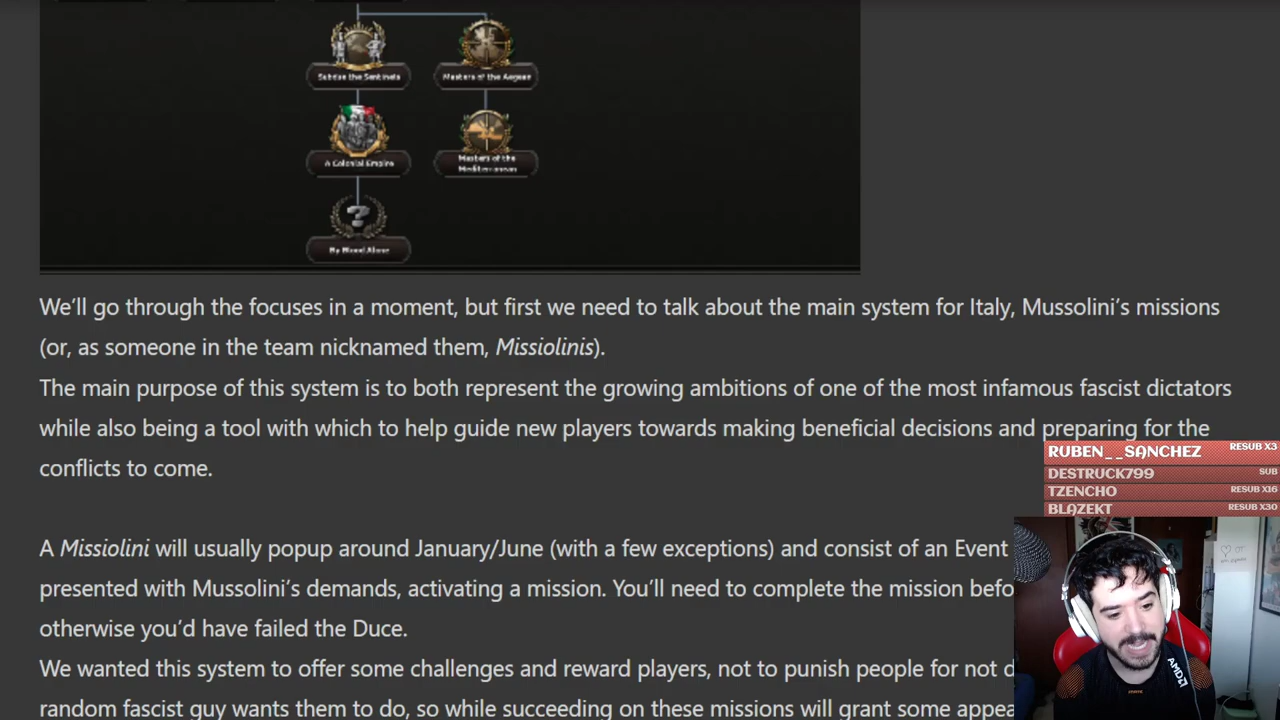 Subdue the Sentinels
Masters of the Aegean
A Colonial Empire
Masters of the
Mediterranean
By Blood Alone
We'll go through the focuses in a moment, but first we need to talk about the main system for Italy, Mussolini's missions
(or, as someone in the team nicknamed them, Missiolinis).
The main purpose of this system is to both represent the growing ambitions of one of the most infamous fascist dictators
while also being a tool with which to help guide new players towards making beneficial decisions and preparing for the
conflicts to come.
RUBEN__SANCHEZ RESUB X3
DESTRUCK799 SUB
TZENCHO RESUB X16
BLAZEKT RESUB X30
A Missiolini will usually popup around January/June (with a few exceptions) and consist of an Event
presented with Mussolini's demands, activating a mission. You'll need to complete the mission befo
otherwise you'd have failed the Duce.
We wanted this system to offer some challenges and reward players, not to punish people for not d
random fascist guy wants them to do, so while succeeding on these missions will grant some appea
AMD